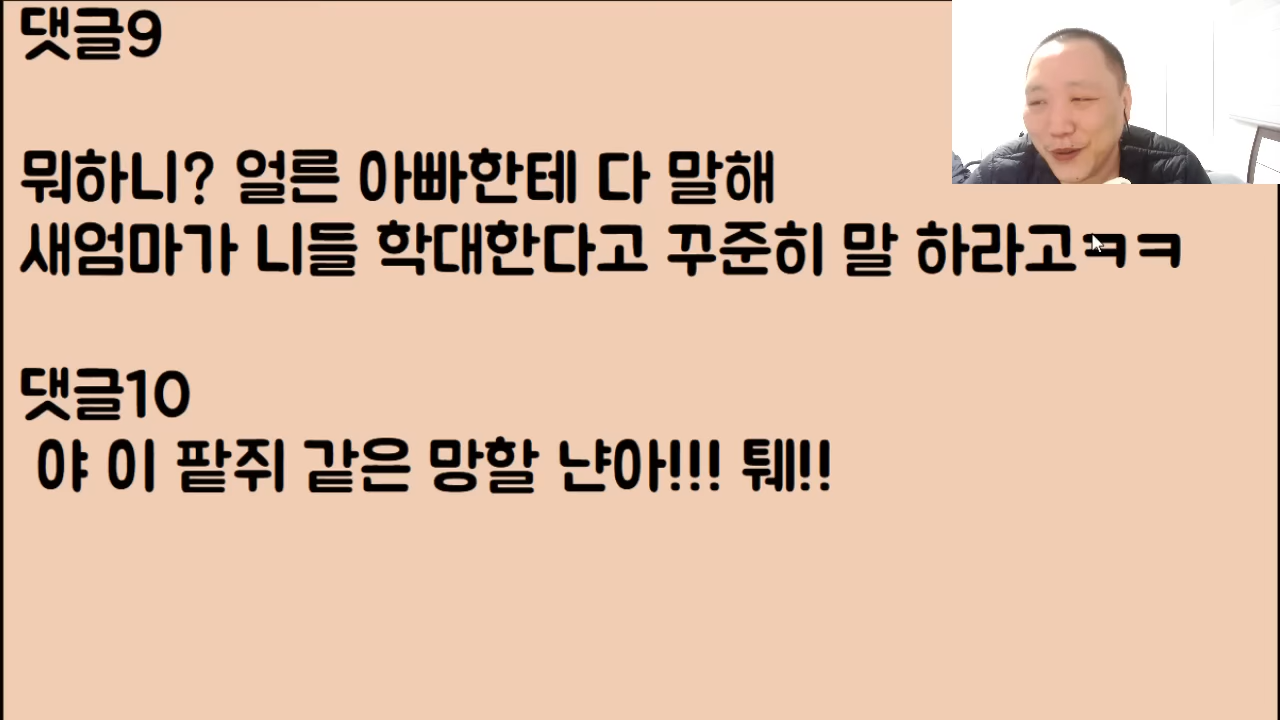 댓글9
뭐하니? 얼른 아빠한테 다 말해
새엄마가 니들 학대한다고 꾸준히 말 하라고ㅋㅋ
댓글10
야 이 팥쥐 같은 망할 냔아!!! 퉤!!